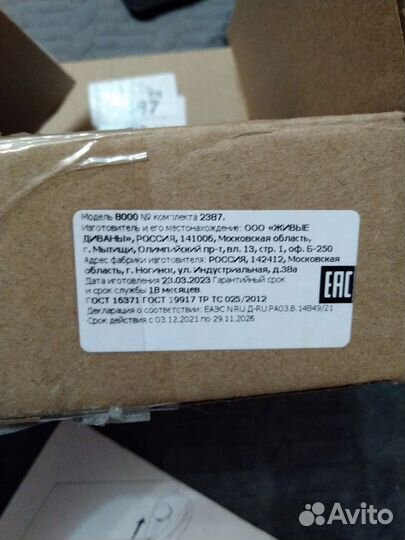 37
Модель 8000 № комплекта 2387.
Изготовитель и его местонахождение: ООО «ЖИВЫЕ
ДИВАНЫ», РОССИЯ, 141006, Московская область,
г. Мытищи, Олимпийский пр-т, вл. 13, стр. 1, оф. Б-250
Адрес фабрики изготовителя: РОССИЯ, 142412, Московская
область, г. Ногинск, ул. Индустриальная, д.38а
Дата изготовления 23.03.2023 Гарантийный срок
и срок службы 18 месяцев.
ГОСТ 16371 ГОСТ 19917 ТР ТС 025/2012
Декларация о соответствии: ЕАЭС N RU Д-RU.РА03.В.14849/21
Срок действия с 03.12.2021 по 29.11.2026
EAC
Avito